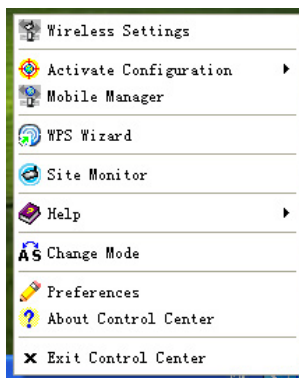 Wireless Settings
Activate Configuration
Mobile Manager
WPS Wizard
Site Monitor
Help
AS Change Mode
Preferences
? About Control Center
x Exit Control Center